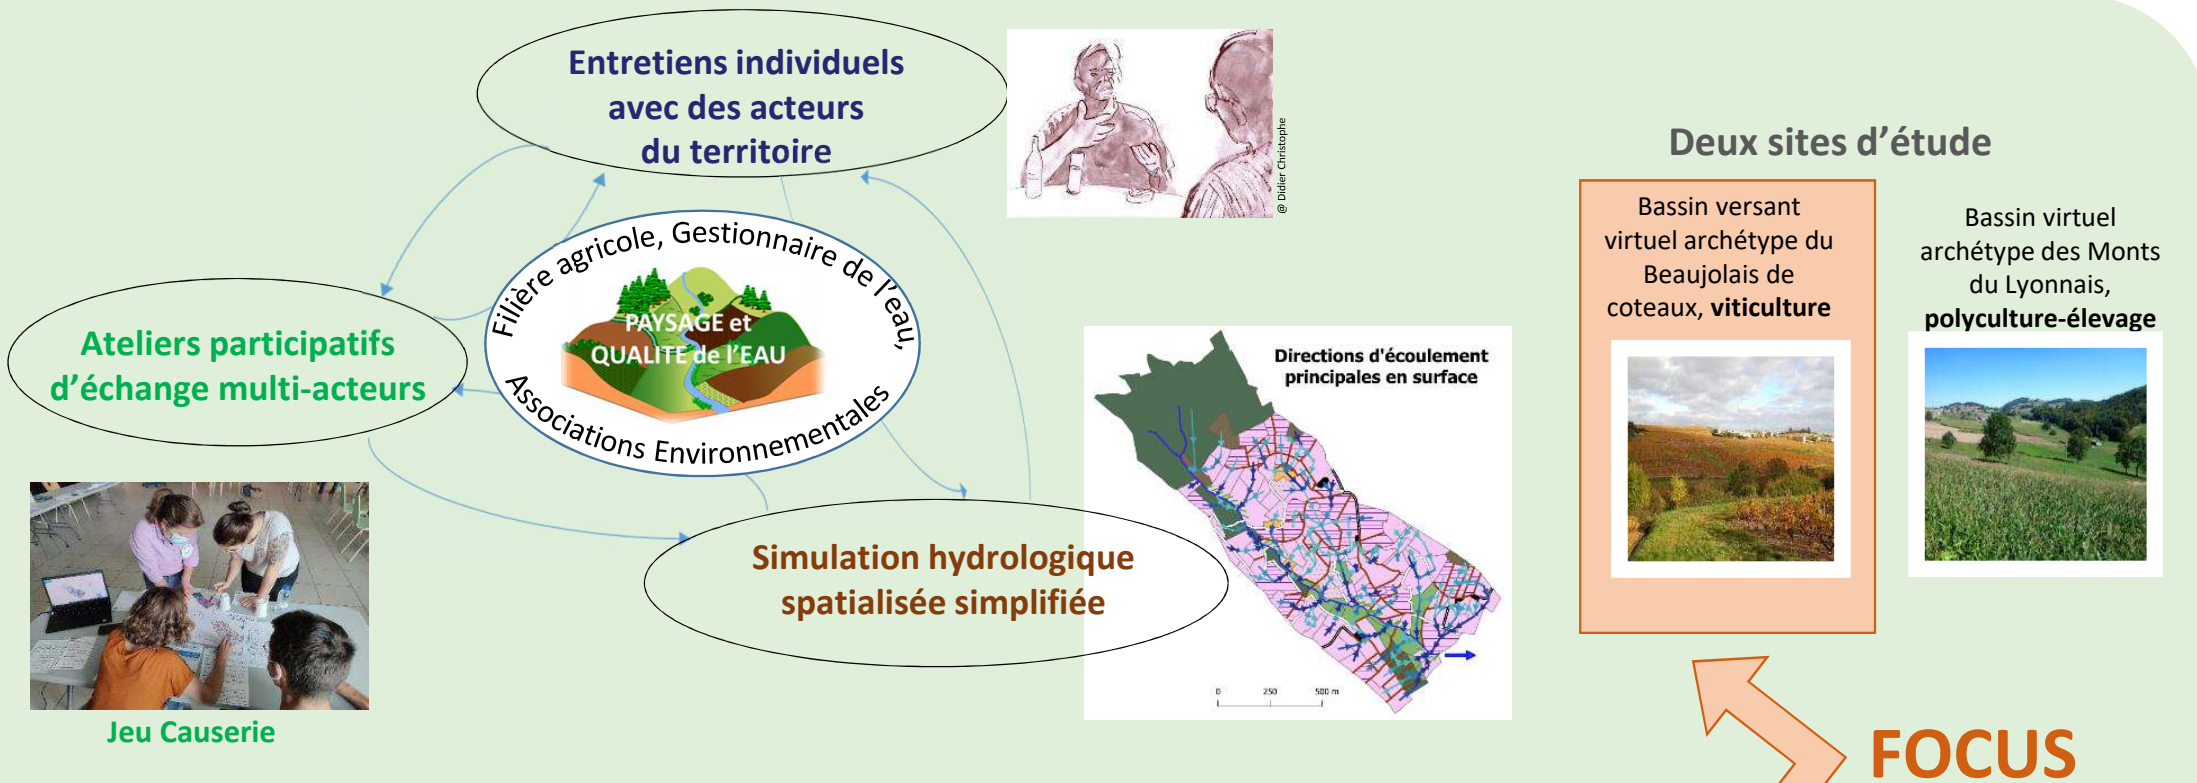 Entretiens individuels
avec des acteurs
du territoire
@ Didier Christophe
Filière agricole, Gestionnaire de l'eau,
PAYSAGE et
QUALITE de l'EAU
Associations Environnementales
Ateliers participatifs
d'échange multi-acteurs
Jeu Causerie
Simulation hydrologique
spatialisée simplifiée
Directions d'écoulement
principales en surface
0 250 500 m
Deux sites d'étude
Bassin versant
virtuel archétype du
Beaujolais de
coteaux, viticulture
Bassin virtuel
archétype des Monts
du Lyonnais,
polyculture-élevage
FOCUS